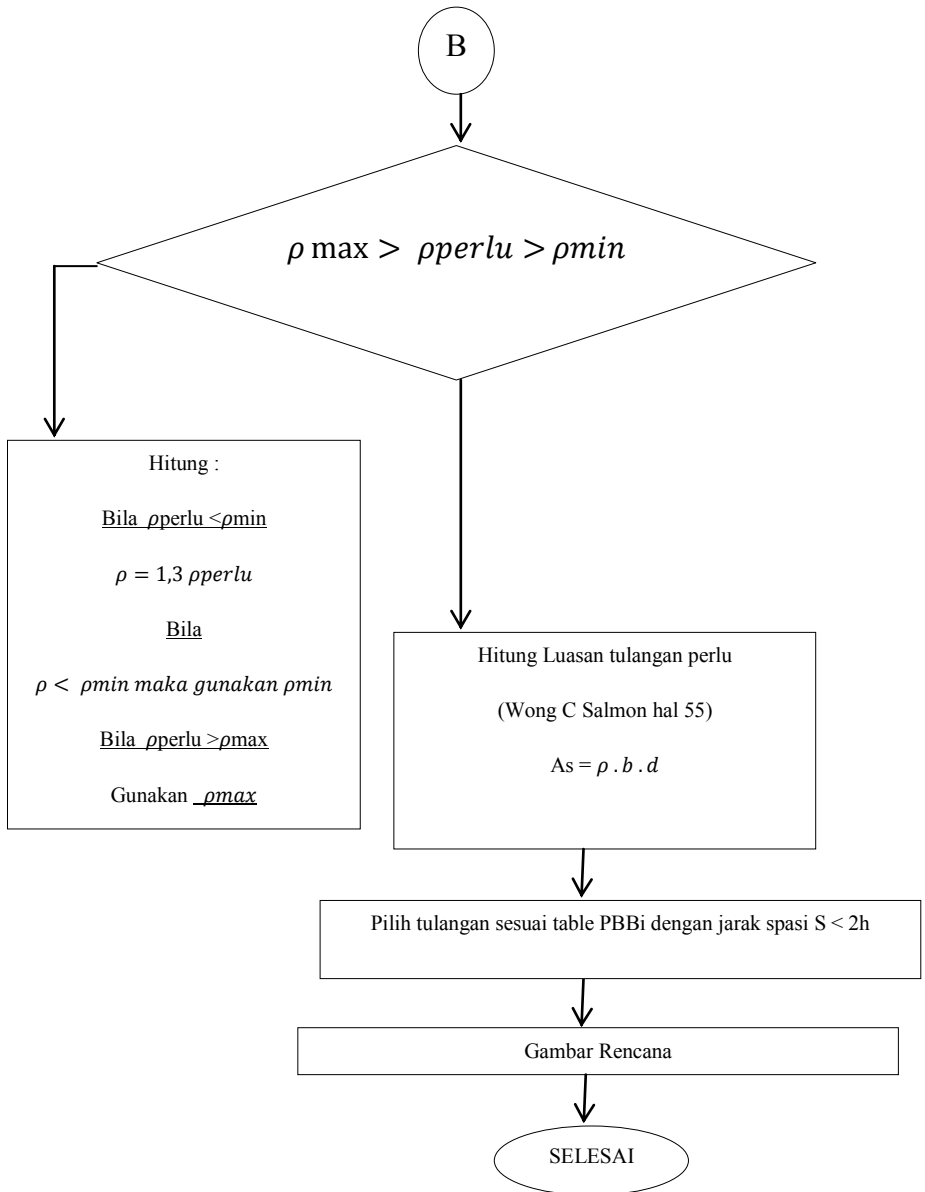 B
ρ max > ρperlu > ρmin
Hitung :
Bila ρperlu <ρmin
ρ = 1,3 ρperlu
Bila
ρ < ρmin maka gunakan ρmin
Bila ρperlu >ρmax
Gunakan ρmax
Hitung Luasan tulangan perlu
(Wong C Salmon hal 55)
As = ρ . b . d
Pilih tulangan sesuai table PBBi dengan jarak spasi S < 2h
Gambar Rencana
SELESAI